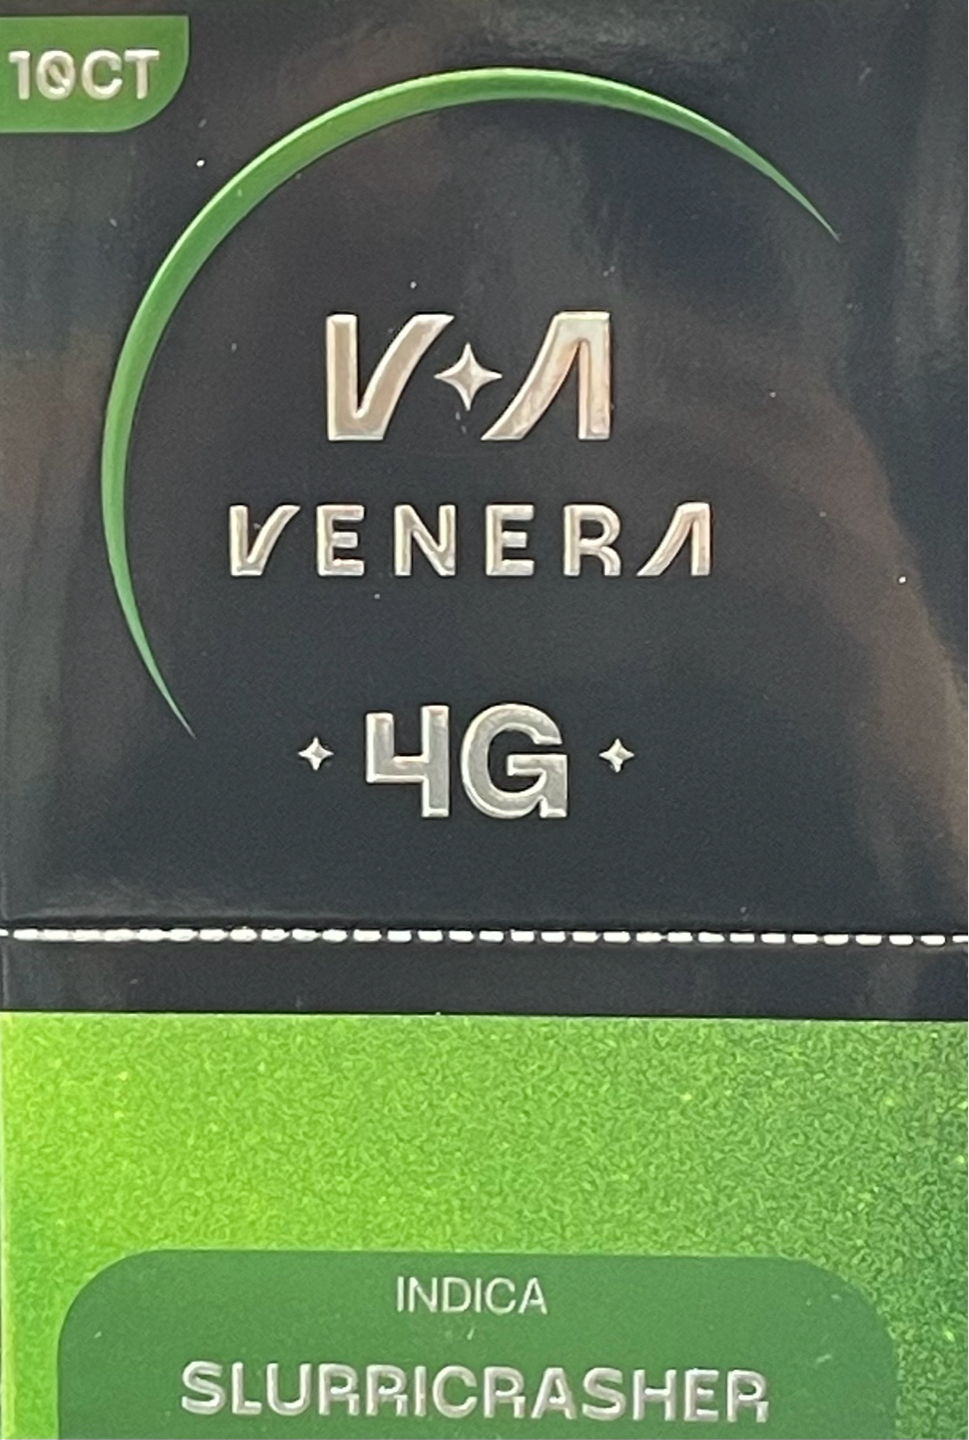 10CT
V✦A
VENERA
4G
INDICA
SLURRICRASHER